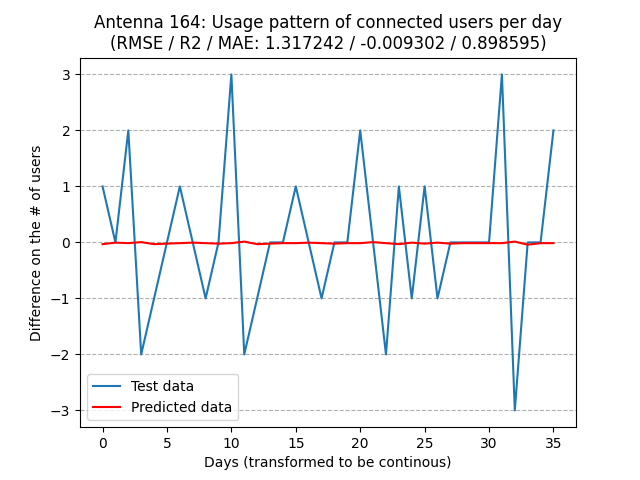 Antenna 164: Usage pattern of connected users per day
(RMSE / R2 / MAE: 1.317242 / -0.009302 / 0.898595)
Difference on the # of users
3
2
1
0
−1
−2
−3
Test data
Predicted data
0 5 10 15 20 25 30 35
Days (transformed to be continous)